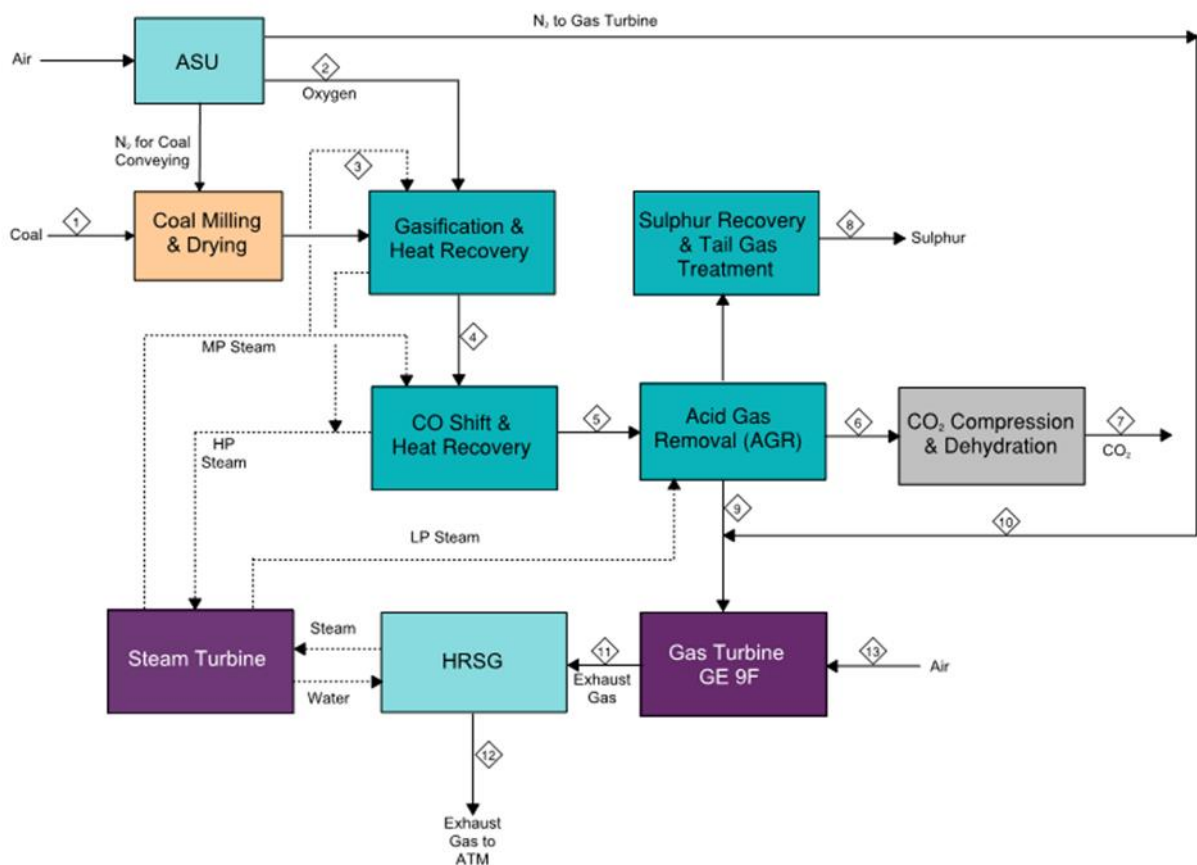 N₂ to Gas Turbine
Air
ASU
2
Oxygen
N₂ for Coal
Conveying
3
1
Coal
Coal Milling
& Drying
Gasification &
Heat Recovery
Sulphur Recovery
& Tail Gas
Treatment
8
Sulphur
MP Steam
4
CO Shift &
Heat Recovery
5
Acid Gas
Removal (AGR)
6
CO₂ Compression
& Dehydration
7
CO₂
HP
Steam
9
10
LP Steam
Steam Turbine
Steam
Water
HRSG
11
Exhaust
Gas
Gas Turbine
GE 9F
13
Air
12
Exhaust
Gas to
ATM